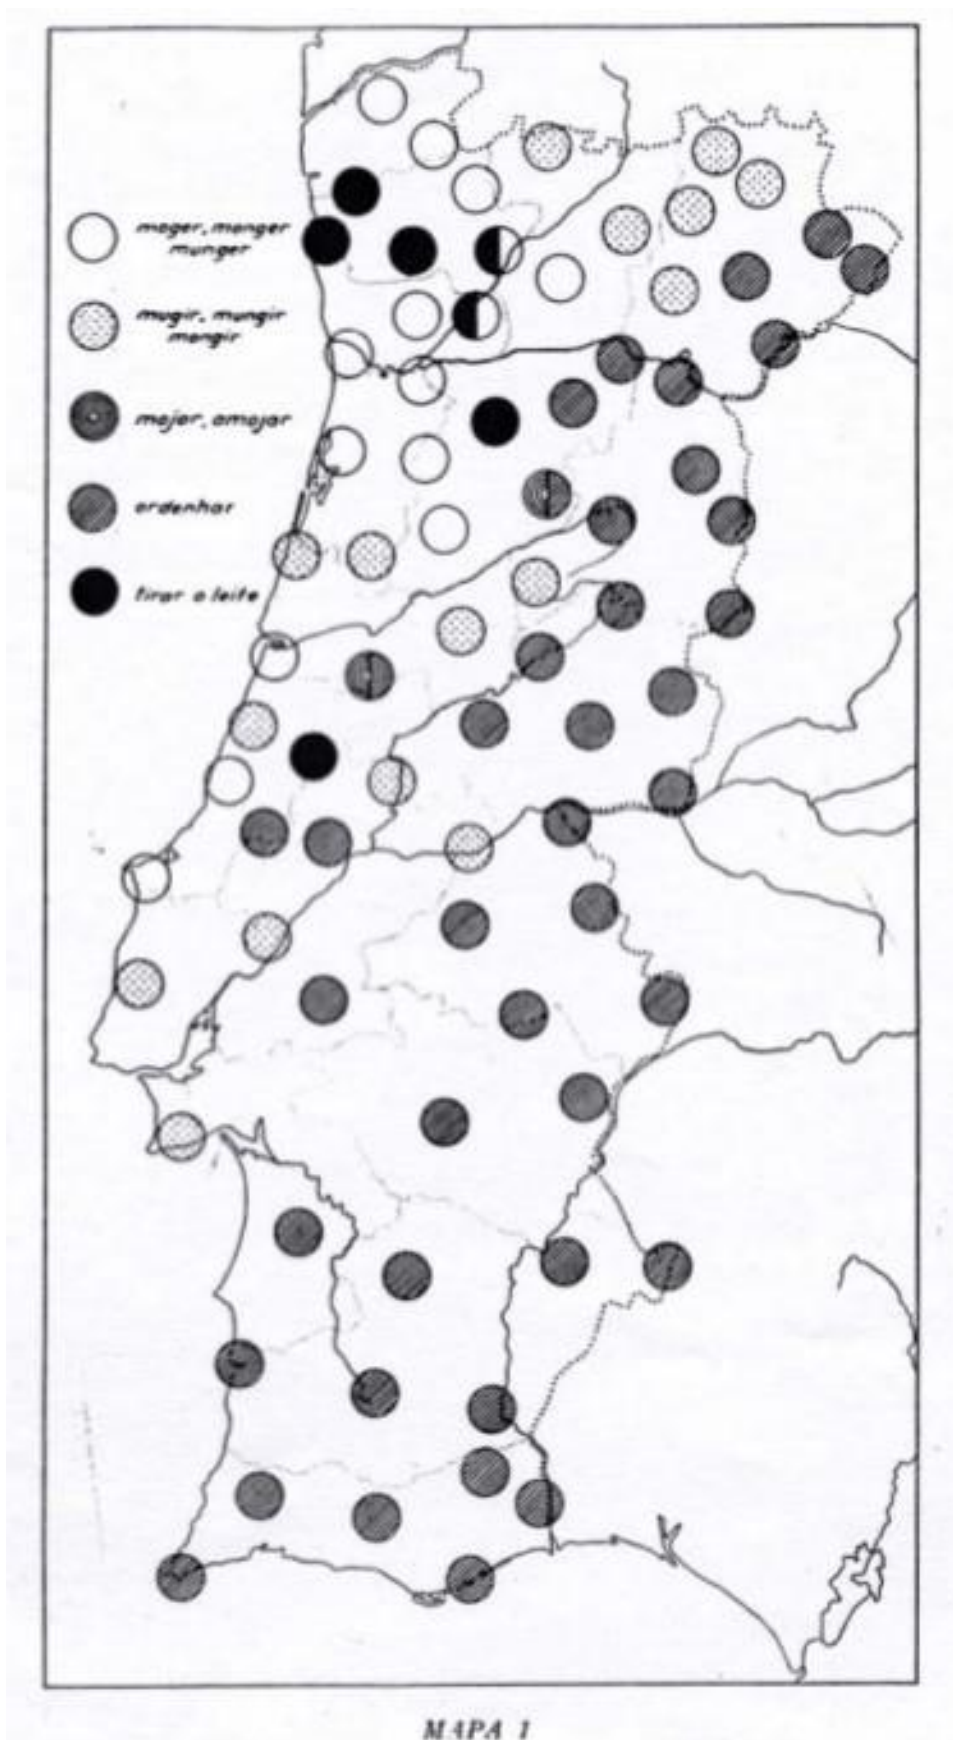 moger, monger
munger
mugir, mungir
mongir
mojar, amojar
ordenhar
tirar o leite
MAPA 1